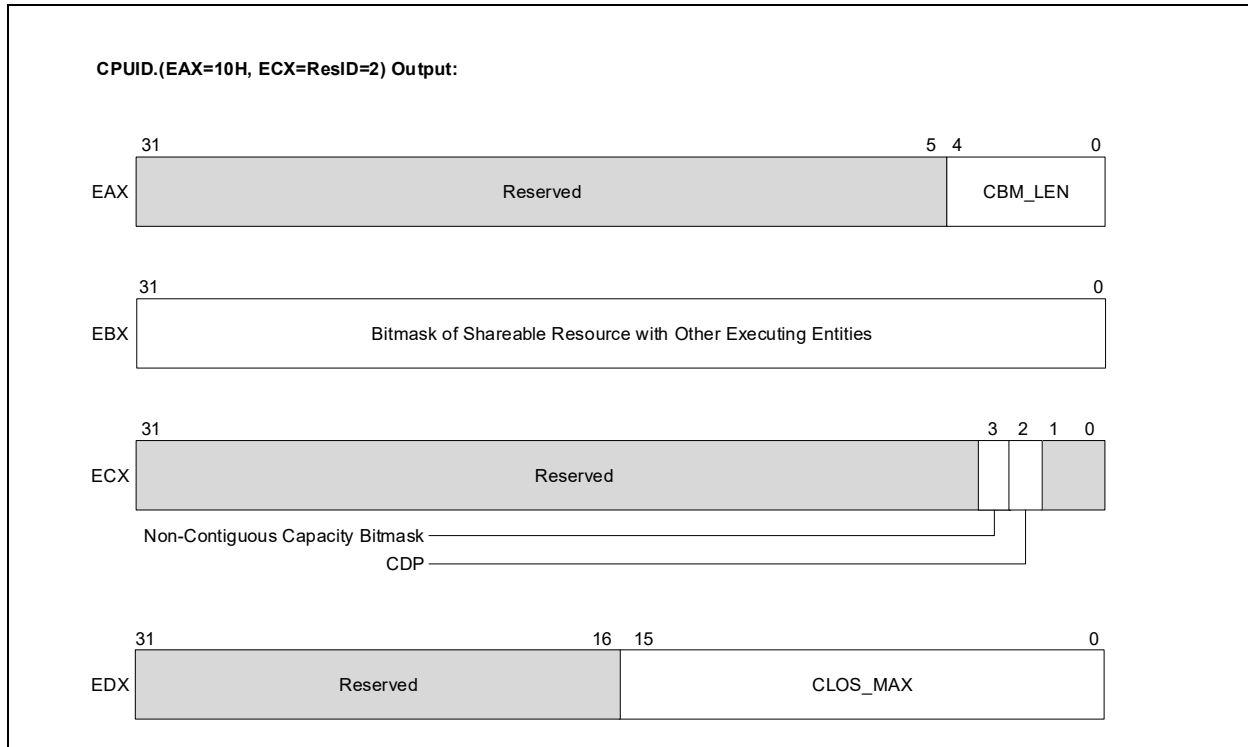 CPUID.(EAX=10H, ECX=ResID=2) Output:
31 5 4 0
EAX Reserved CBM_LEN
31 0
EBX Bitmask of Shareable Resource with Other Executing Entities
31 3 2 1 0
ECX Reserved
Non-Contiguous Capacity Bitmask
CDP
31 16 15 0
EDX Reserved CLOS_MAX